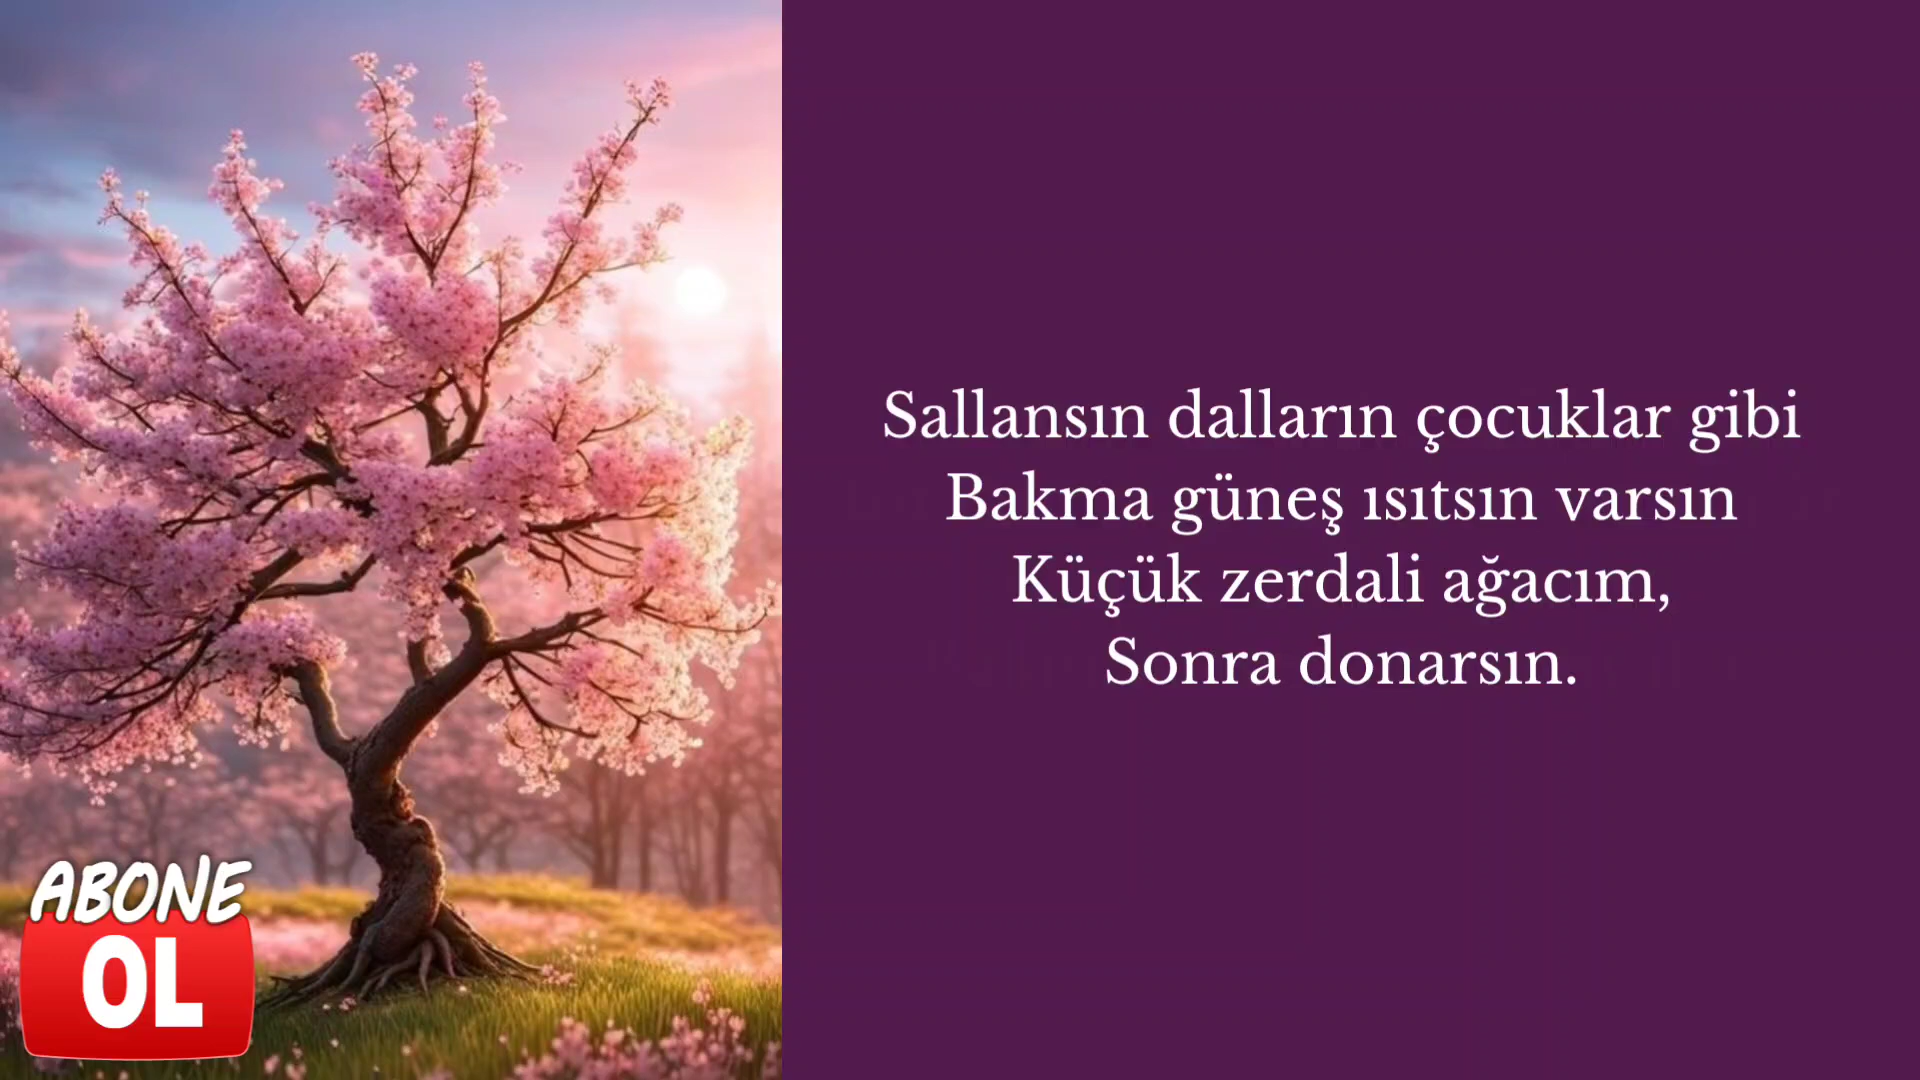 Sallansın dalların çocuklar gibi
Bakma güneş ısıtsın varsın
Küçük zerdali ağacım,
Sonra donarsın.
ABONE
OL